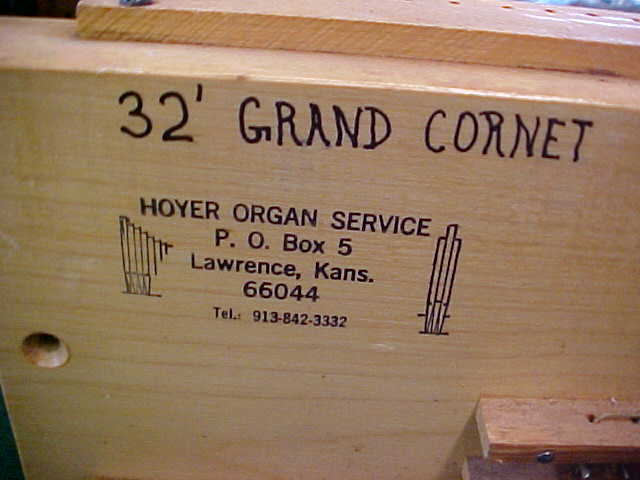 32' GRAND CORNET
HOYER ORGAN SERVICE
P. O. Box 5
Lawrence, Kans.
66044
Tel.: 913-842-3332